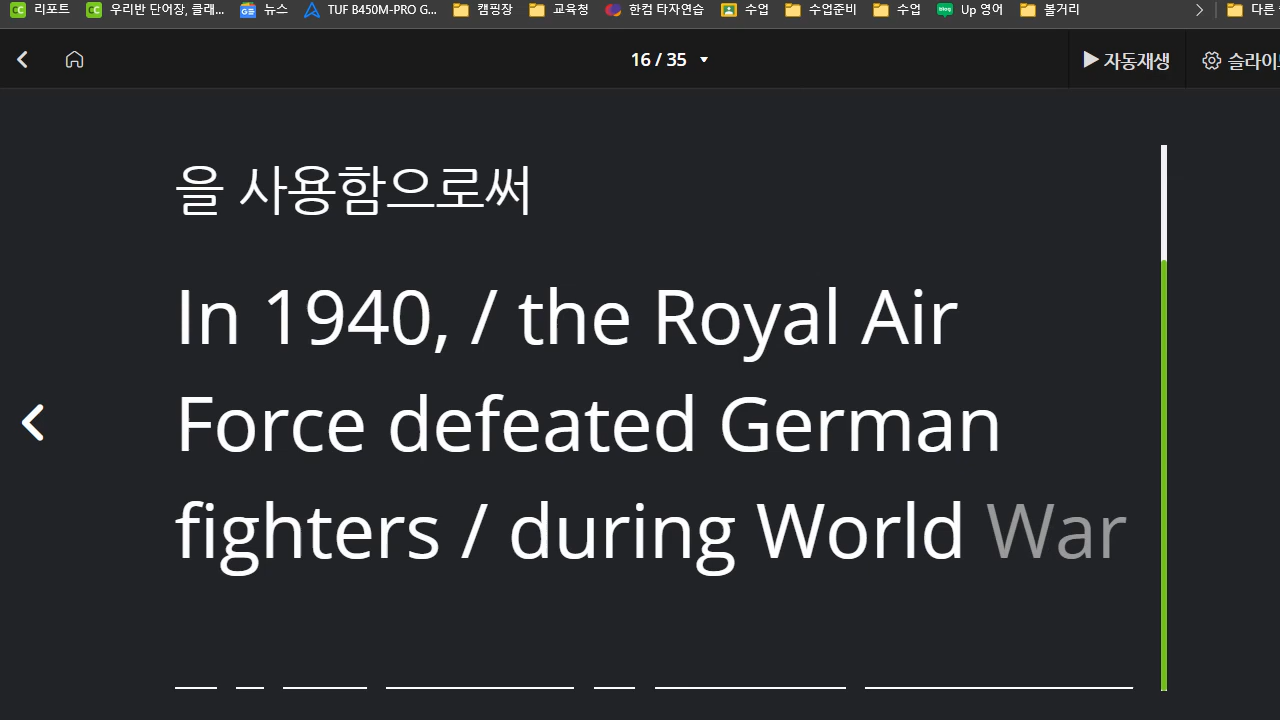 리포트 우리반 단어장, 클래... 뉴스 TUF B450M-PRO G... 캠핑장 교육청 한컴 타자연습 수업 수업준비 수업 Up 영어 볼거리 다른
16 / 35 자동재생 슬라이드
을 사용함으로써
In 1940, / the Royal Air
Force defeated German
fighters / during World War